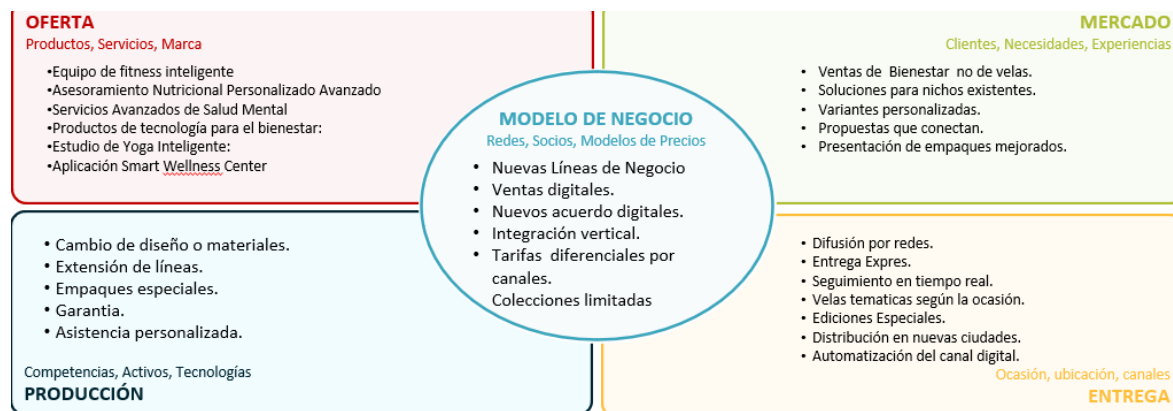 OFERTA
Productos, Servicios, Marca
•Equipo de fitness inteligente
•Asesoramiento Nutricional Personalizado Avanzado
•Servicios Avanzados de Salud Mental
•Productos de tecnología para el bienestar:
•Estudio de Yoga Inteligente:
•Aplicación Smart Wellness Center
MERCADO
Clientes, Necesidades, Experiencias
• Ventas de Bienestar no de velas.
• Soluciones para nichos existentes.
• Variantes personalizadas.
• Propuestas que conectan.
• Presentación de empaques mejorados.
MODELO DE NEGOCIO
Redes, Socios, Modelos de Precios
• Nuevas Líneas de Negocio
• Ventas digitales.
• Nuevos acuerdo digitales.
• Integración vertical.
• Tarifas diferenciales por
canales.
Colecciones limitadas
• Cambio de diseño o materiales.
• Extensión de líneas.
• Empaques especiales.
• Garantia.
• Asistencia personalizada.
Competencias, Activos, Tecnologías
PRODUCCIÓN
• Difusión por redes.
• Entrega Expres.
• Seguimiento en tiempo real.
• Velas tematicas según la ocasión.
• Ediciones Especiales.
• Distribución en nuevas ciudades.
• Automatización del canal digital.
Ocasión, ubicación, canales
ENTREGA